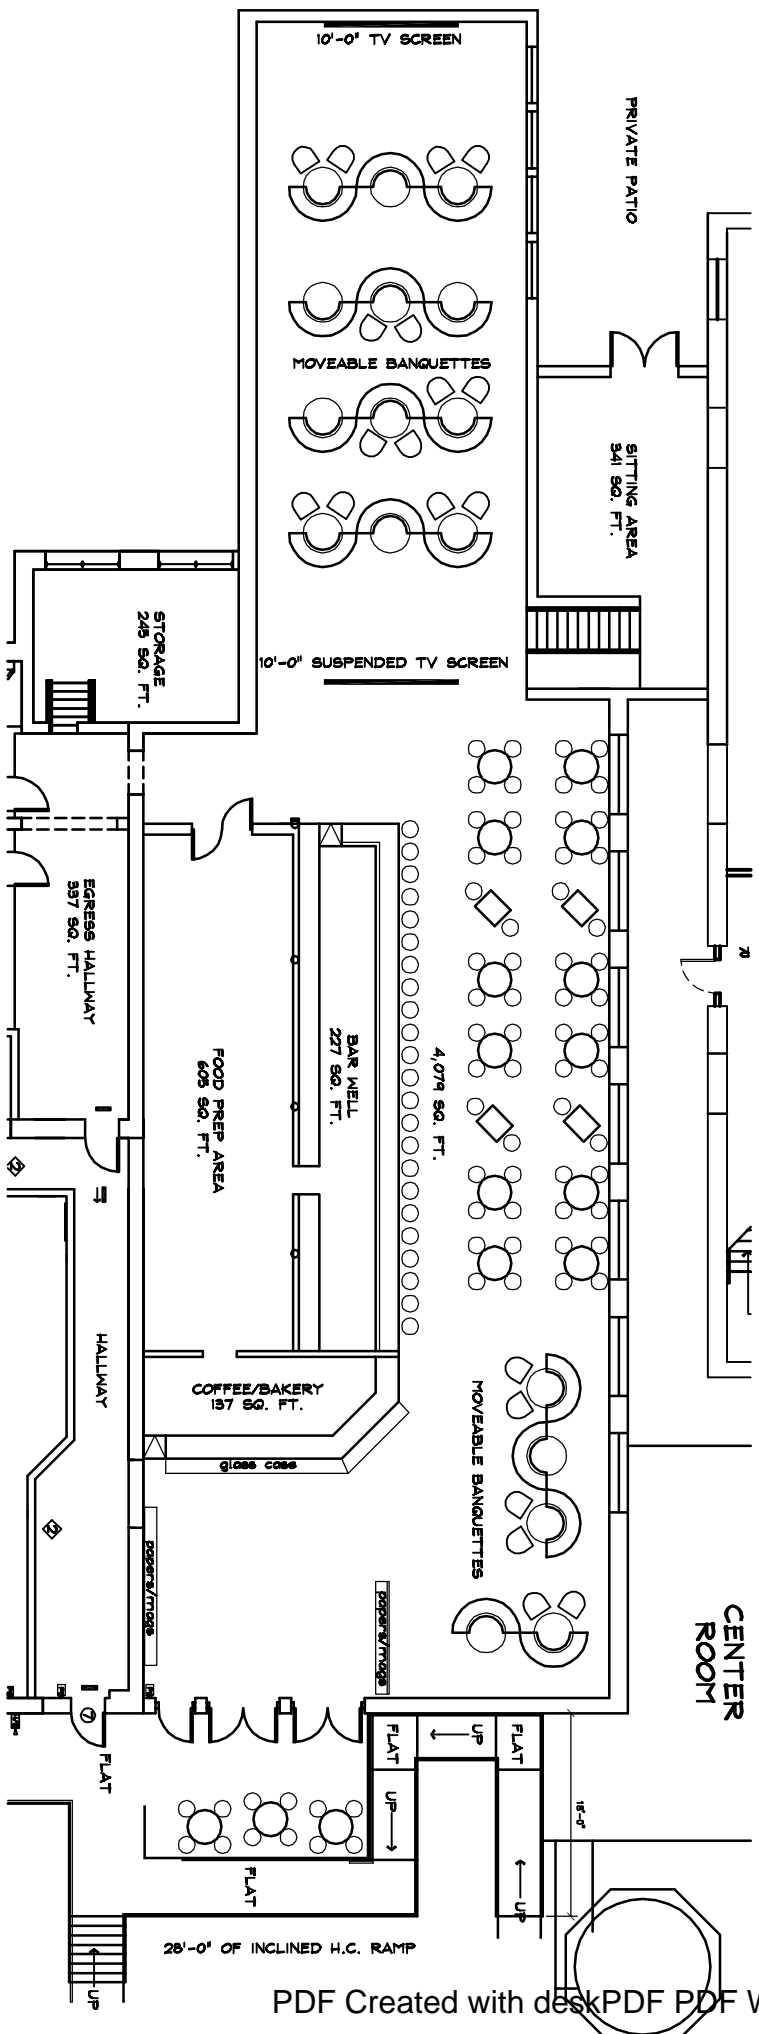 10'-0" TV SCREEN
PRIVATE PATIO
MOVEABLE BANQUETTES
SITTING AREA
341 SQ. FT.
STORAGE
245 SQ. FT.
10'-0" SUSPENDED TV SCREEN
EGRESS HALLWAY
337 SQ. FT.
70
FOOD PREP AREA
605 SQ. FT.
BAR WELL
227 SQ. FT.
4,079 SQ. FT.
2
HALLWAY
COFFEE/BAKERY
137 SQ. FT.
glass case
MOVEABLE BANQUETTES
2
papers/mags
papers/mags
CENTER
ROOM
7
FLAT
FLAT
UP
FLAT
UP
15'-0"
UP
FLAT
28'-0" OF INCLINED H.C. RAMP
UP
PDF Created with deskPDF PDF W